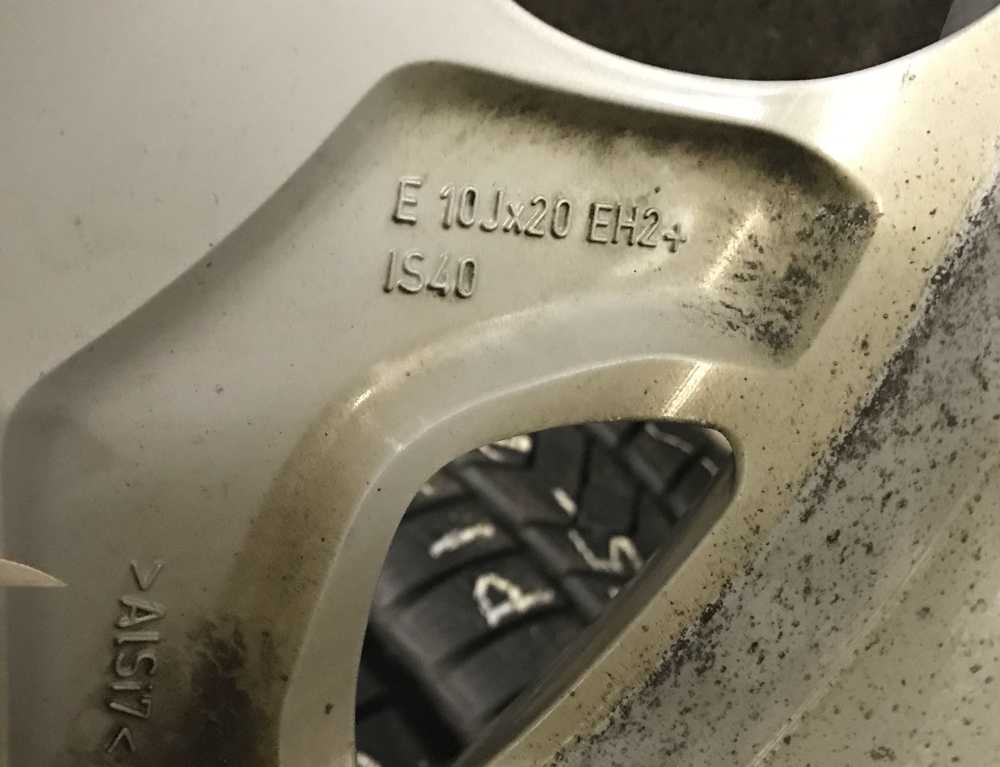 E 10Jx20 EH2+
IS40
>AlSi7<